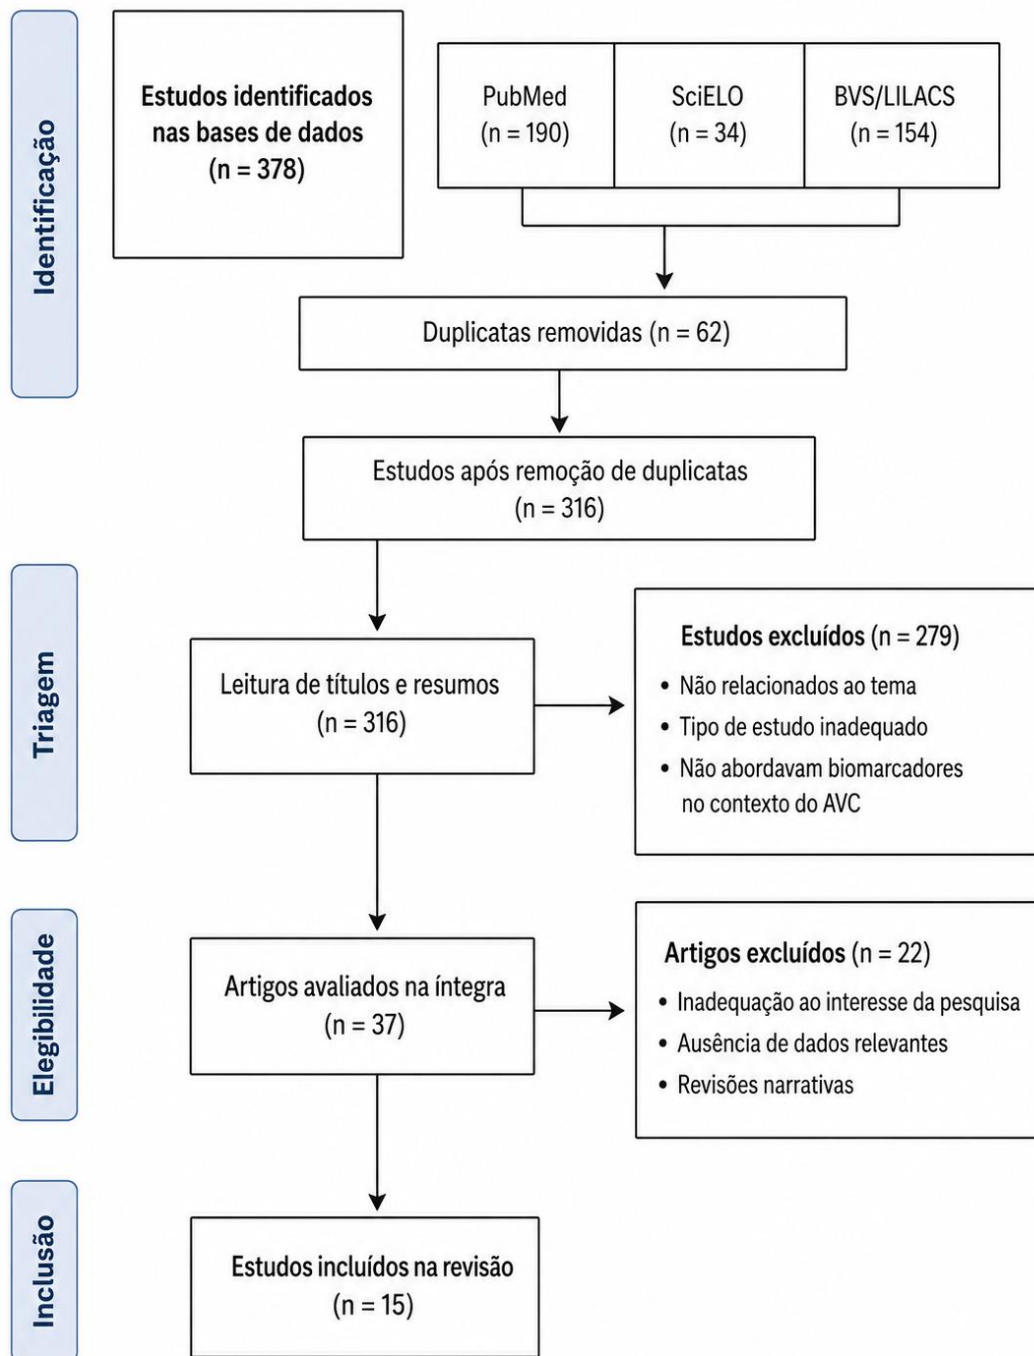 Identificação
Estudos identificados
nas bases de dados
(n = 378)
PubMed
(n = 190)
SciELO
(n = 34)
BVS/LILACS
(n = 154)
Duplicatas removidas (n = 62)
Estudos após remoção de duplicatas
(n = 316)
Triagem
Leitura de títulos e resumos
(n = 316)
Estudos excluídos (n = 279)
• Não relacionados ao tema
• Tipo de estudo inadequado
• Não abordavam biomarcadores
no contexto do AVC
Elegibilidade
Artigos avaliados na íntegra
(n = 37)
Artigos excluídos (n = 22)
• Inadequação ao interesse da pesquisa
• Ausência de dados relevantes
• Revisões narrativas
Inclusão
Estudos incluídos na revisão
(n = 15)